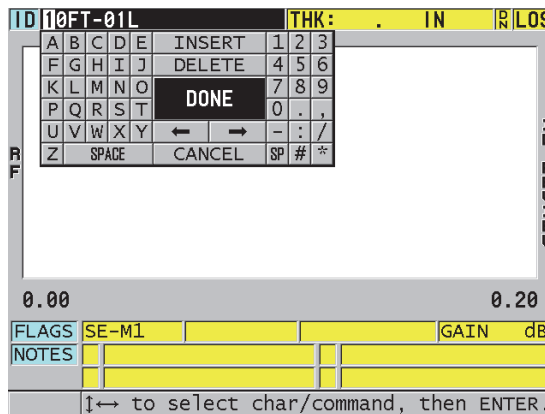 ID 10FT-01L THK: . IN DN LOS
A B C D E INSERT 1 2 3
F G H I J DELETE 4 5 6
K L M N O DONE 7 8 9
P Q R S T 0 . ,
U V W X Y ← → - : /
Z SPACE CANCEL SP # *
RF
0.00 0.20
FLAGS SE-M1 GAIN dB
NOTES
↕↔ to select char/command, then ENTER.